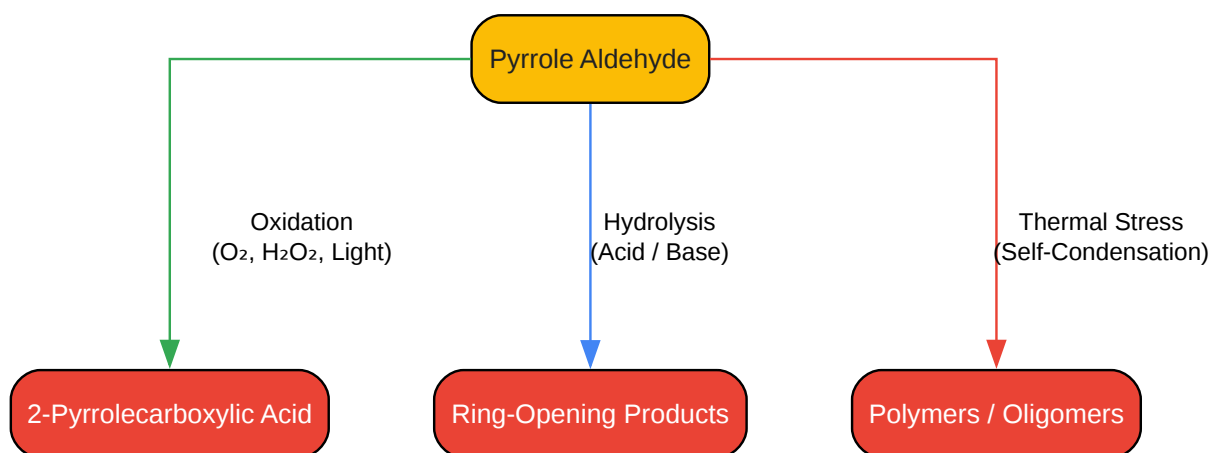 Pyrrole Aldehyde
Oxidation
(O₂, H₂O₂, Light)
Hydrolysis
(Acid / Base)
Thermal Stress
(Self-Condensation)
2-Pyrrolecarboxylic Acid
Ring-Opening Products
Polymers / Oligomers